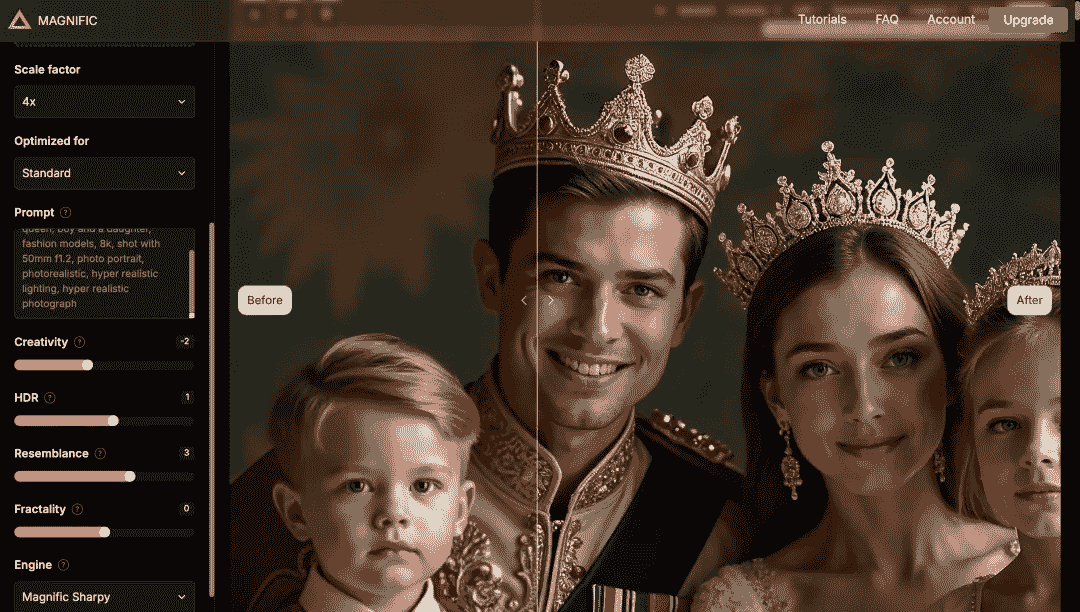 MAGNIFIC
Tutorials
FAQ
Account
Upgrade
Scale factor
4x
Optimized for
Standard
Prompt ?
queen, boy and a daughter,
fashion models, 8k, shot with
50mm f1.2, photo portrait,
photorealistic, hyper realistic
lighting, hyper realistic
photograph
Creativity ? -2
HDR ? 1
Resemblance ? 3
Fractality ? 0
Engine ?
Magnific Sharpy
Before
After